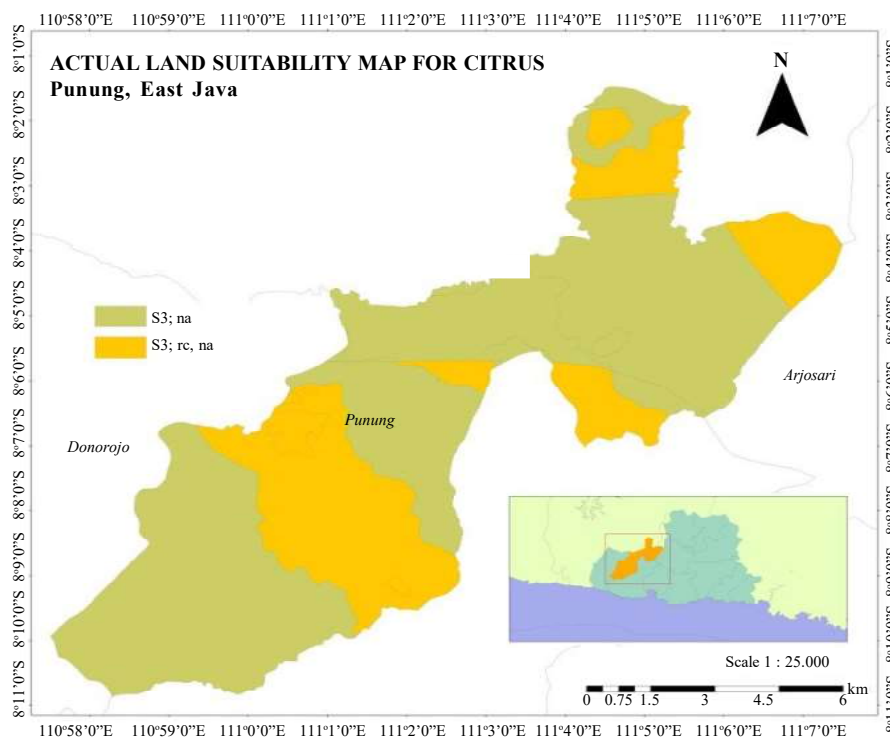 110°58’0”E 110°59’0”E 111°0’0”E 111°1’0”E 111°2’0”E 111°3’0”E 111°4’0”E 111°5’0”E 111°6’0”E 111°7’0”E
ACTUAL LAND SUITABILITY MAP FOR CITRUS
Punung, East Java
N
8°1’0”S
8°2’0”S
8°3’0”S
8°4’0”S
8°5’0”S
8°6’0”S
8°7’0”S
8°8’0”S
8°9’0”S
8°10’0”S
8°11’0”S
S3; na
S3; rc, na
Arjosari
Punung
Donorojo
Scale 1 : 25.000
km
0 0.75 1.5 3 4.5 6
110°58’0”E 110°59’0”E 111°0’0”E 111°1’0”E 111°2’0”E 111°3’0”E 111°4’0”E 111°5’0”E 111°6’0”E 111°7’0”E